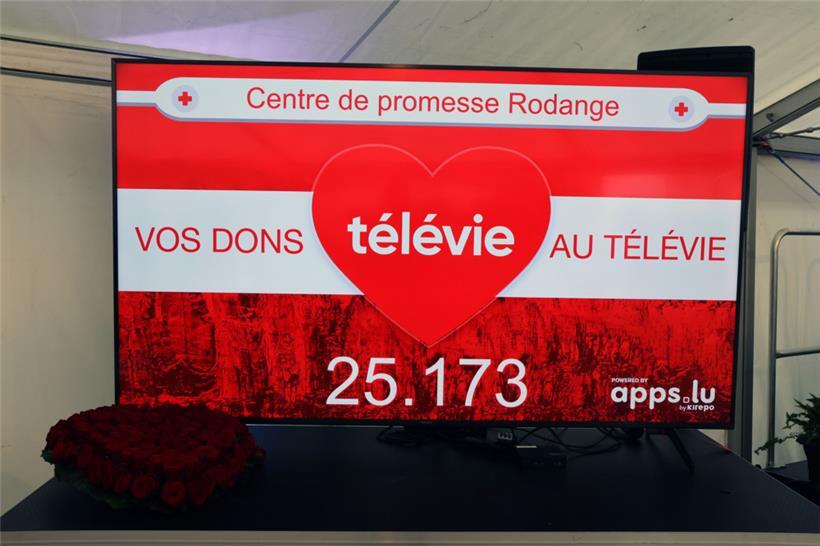 Centre de promesse Rodange
VOS DONS télévie AU TÉLÉVIE
25.173
POWERED BY
apps.lu
by Kirepo